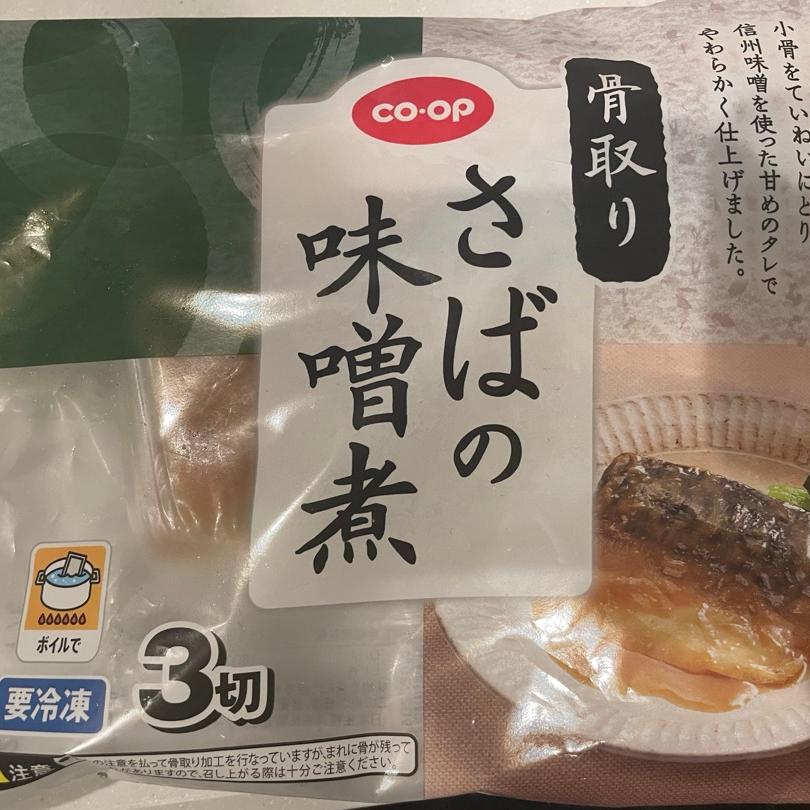 小骨をていねいにとり
信州味噌を使った甘めのタレで
やわらかく仕上げました。
骨取り
co·op
さばの
味噌煮
ボイルで
要冷凍
3切
注意
の注意を払って骨取り加工を行なっていますが、まれに骨が残って
がありますので、召し上がる際は十分ご注意ください。